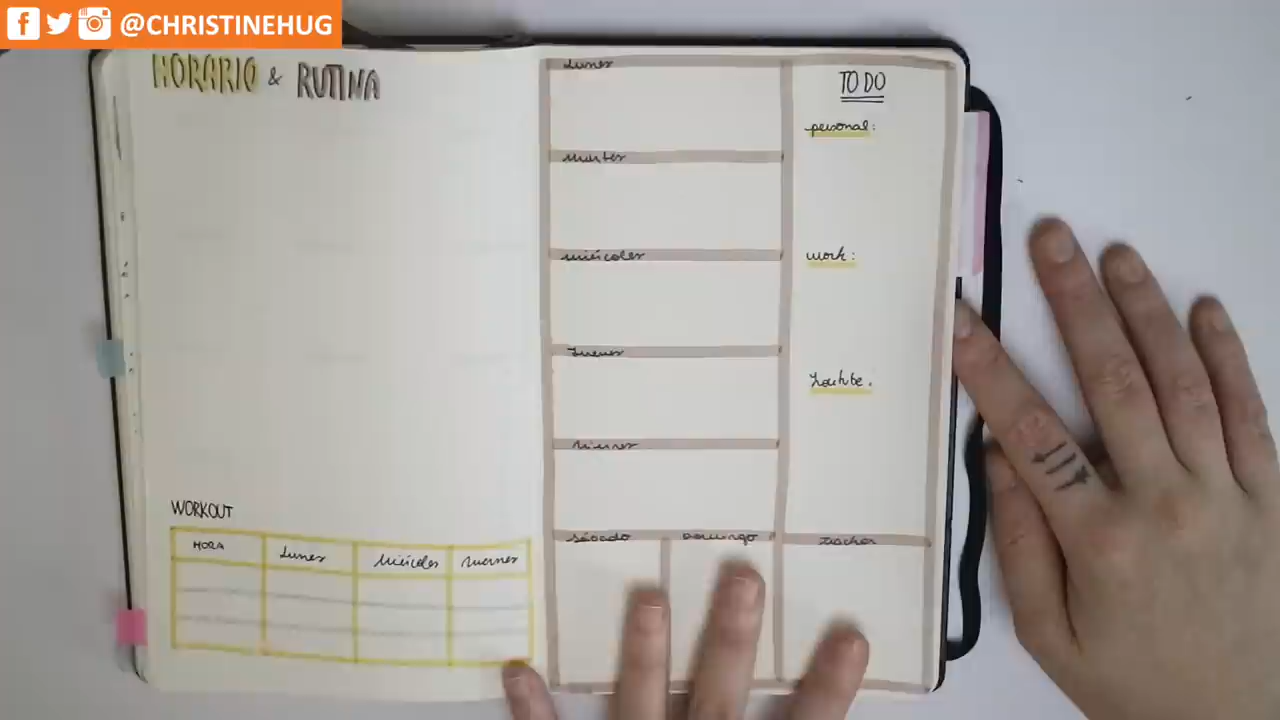 @CHRISTINEHUG
HORARIO & RUTINA
WORKOUT
HORA Lunes Miércoles Viernes
Lunes
Martes
Miércoles
Jueves
Viernes
Sábado Domingo
TO DO
personal:
work:
Youtube.